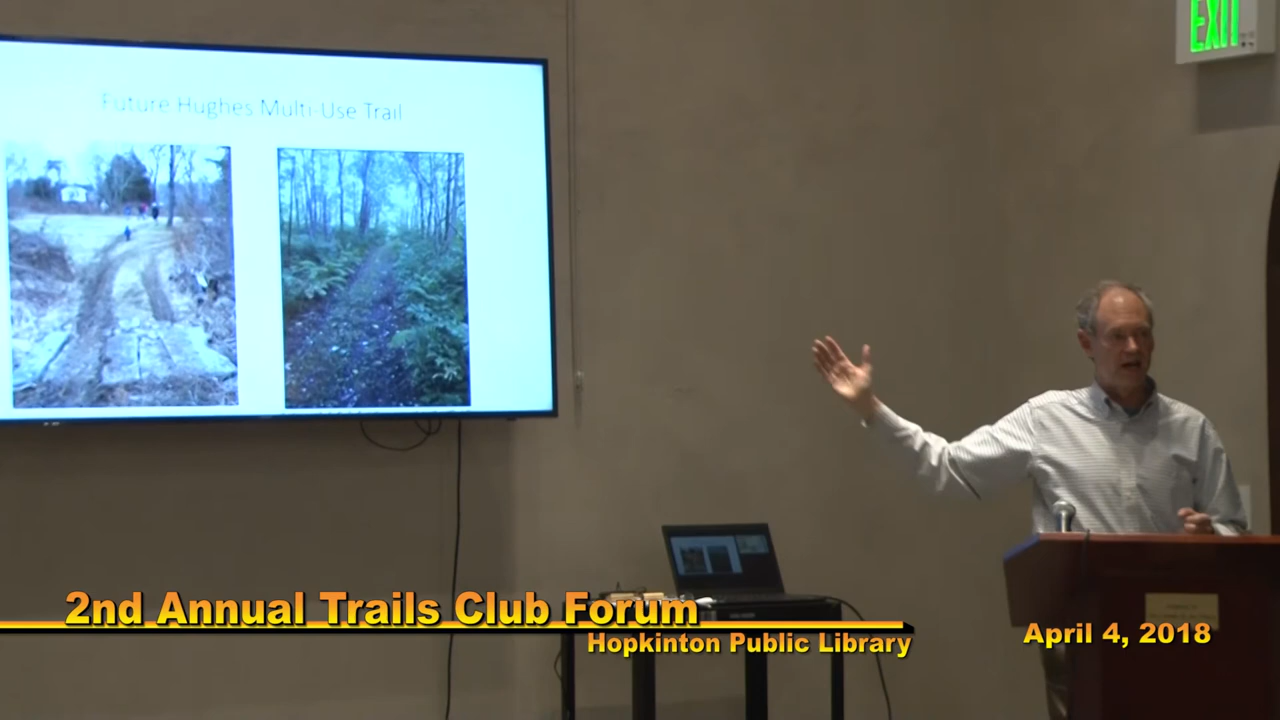 EXIT
Future Hughes Multi-Use Trail
2nd Annual Trails Club Forum
Hopkinton Public Library
April 4, 2018